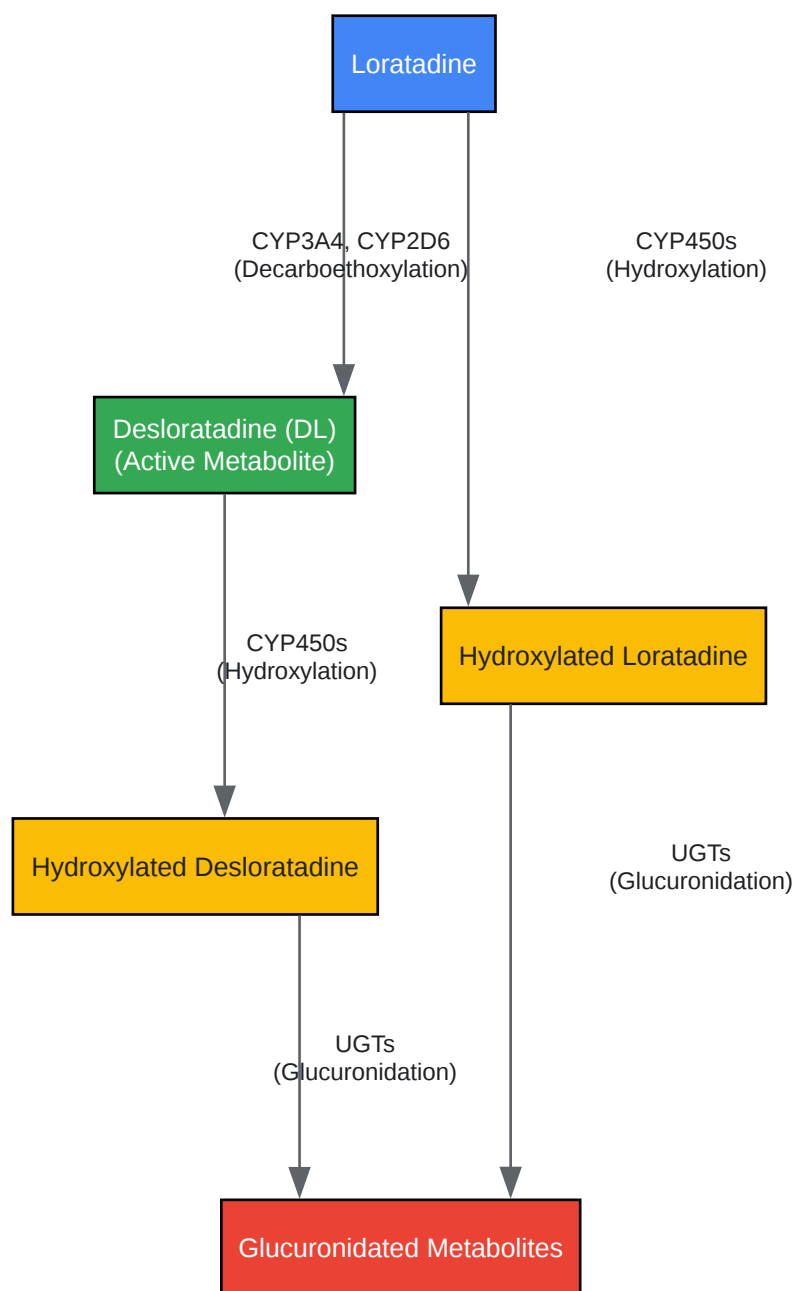 Loratadine
CYP3A4, CYP2D6
(Decarboethoxylation)
CYP450s
(Hydroxylation)
Desloratadine (DL)
(Active Metabolite)
CYP450s
(Hydroxylation)
Hydroxylated Loratadine
Hydroxylated Desloratadine
UGTs
(Glucuronidation)
UGTs
(Glucuronidation)
Glucuronidated Metabolites